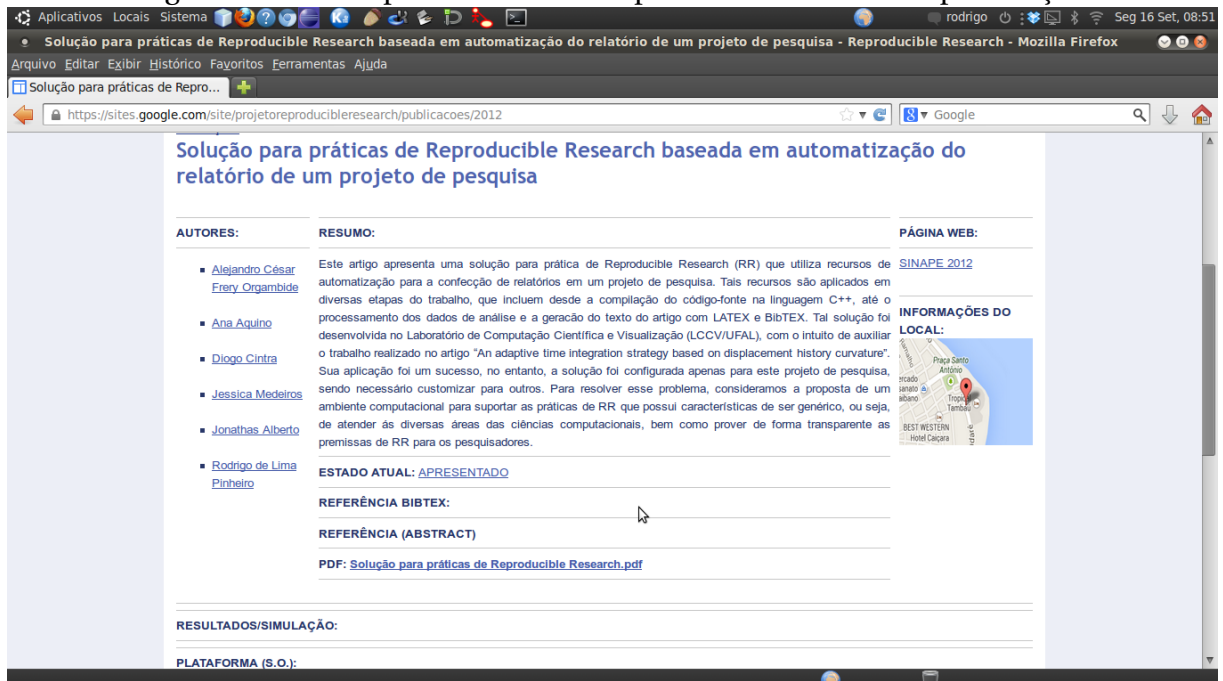 Aplicativos Locais Sistema
rodrigo
Seg 16 Set, 08:51
Solução para práticas de Reproducible Research baseada em automatização do relatório de um projeto de pesquisa - Reproducible Research - Mozilla Firefox
Arquivo Editar Exibir Histórico Favoritos Ferramentas Ajuda
Solução para práticas de Repro...
https://sites.google.com/site/projetoreproducibleresearch/publicacoes/2012
Google
Solução para práticas de Reproducible Research baseada em automatização do
relatório de um projeto de pesquisa
AUTORES:
Alejandro César
Frery Orgambide
Ana Aquino
Diogo Cintra
Jessica Medeiros
Jonathas Alberto
Rodrigo de Lima
Pinheiro
RESUMO:
Este artigo apresenta uma solução para prática de Reproducible Research (RR) que utiliza recursos de
automatização para a confecção de relatórios em um projeto de pesquisa. Tais recursos são aplicados em
diversas etapas do trabalho, que incluem desde a compilação do código-fonte na linguagem C++, até o
processamento dos dados de análise e a geracão do texto do artigo com LATEX e BibTEX. Tal solução foi
desenvolvida no Laboratório de Computação Científica e Visualização (LCCV/UFAL), com o intuito de auxiliar
o trabalho realizado no artigo “An adaptive time integration strategy based on displacement history curvature”.
Sua aplicação foi um sucesso, no entanto, a solução foi configurada apenas para este projeto de pesquisa,
sendo necessário customizar para outros. Para resolver esse problema, consideramos a proposta de um
ambiente computacional para suportar as práticas de RR que possui características de ser genérico, ou seja,
de atender ás diversas áreas das ciências computacionais, bem como prover de forma transparente as
premissas de RR para os pesquisadores.
ESTADO ATUAL: APRESENTADO
REFERÊNCIA BIBTEX:
REFERÊNCIA (ABSTRACT)
PDF: Solução para práticas de Reproducible Research.pdf
PÁGINA WEB:
SINAPE 2012
INFORMAÇÕES DO
LOCAL:
Praça Santo
Antônio
Tropical
Tambaú
BEST WESTERN
Hotel Caiçara
RESULTADOS/SIMULAÇÃO:
PLATAFORMA (S.O.):